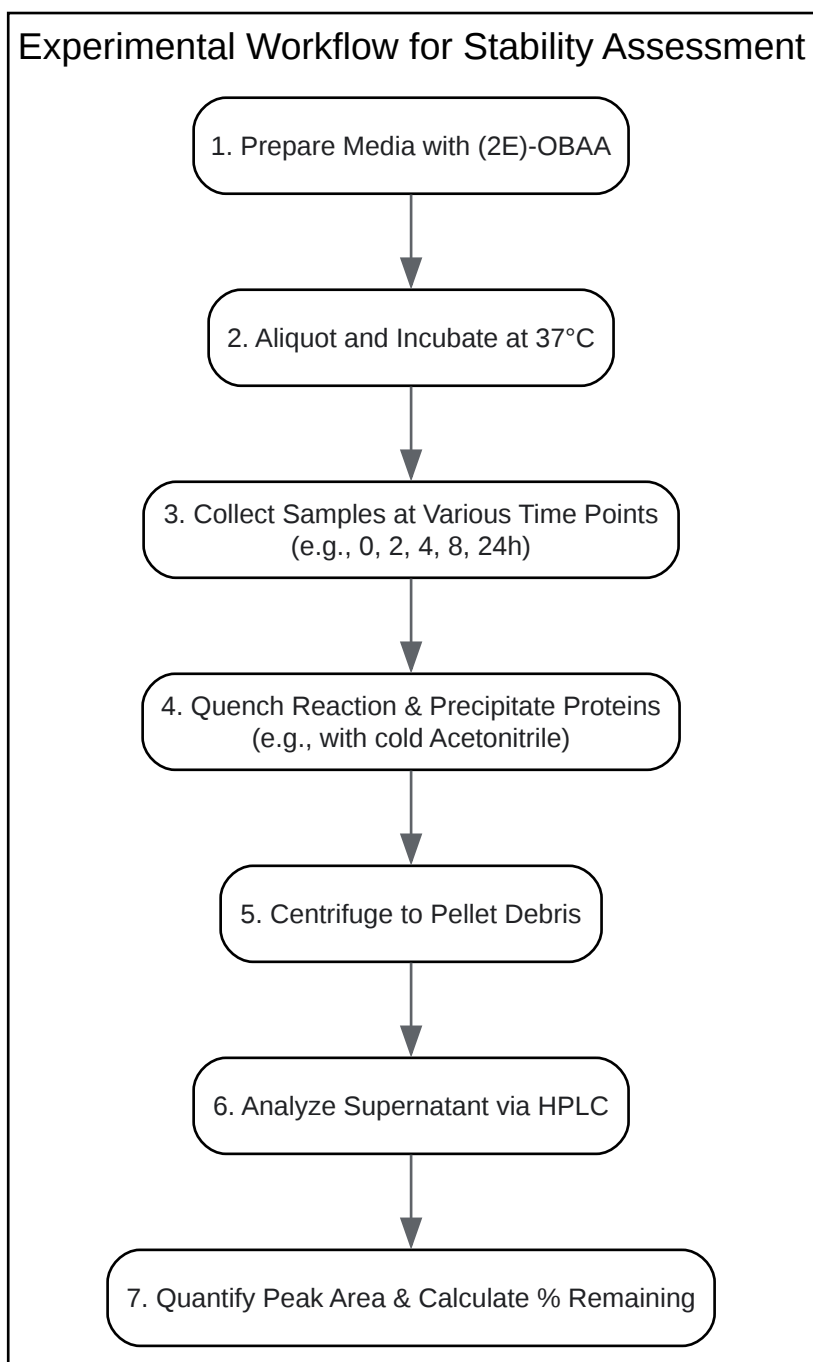 Experimental Workflow for Stability Assessment
1. Prepare Media with (2E)-OBAA
2. Aliquot and Incubate at 37°C
3. Collect Samples at Various Time Points
(e.g., 0, 2, 4, 8, 24h)
4. Quench Reaction & Precipitate Proteins
(e.g., with cold Acetonitrile)
5. Centrifuge to Pellet Debris
6. Analyze Supernatant via HPLC
7. Quantify Peak Area & Calculate % Remaining